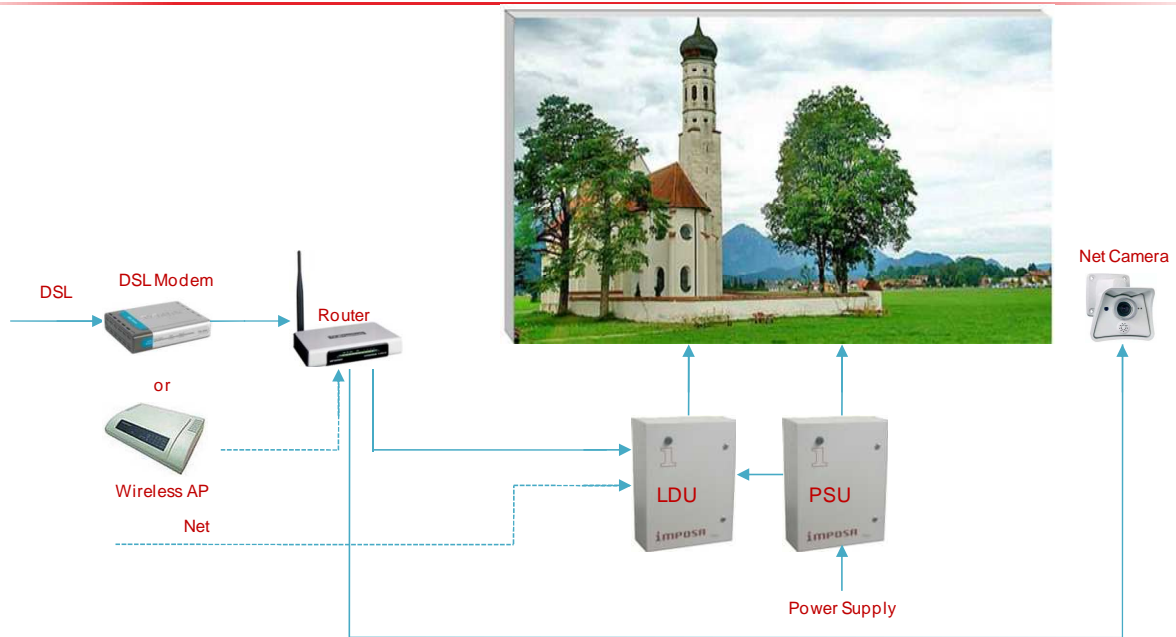 Net Camera
DSL Modem
DSL
Router
or
Wireless AP
Net
LDU
PSU
imposa
imposa
Power Supply